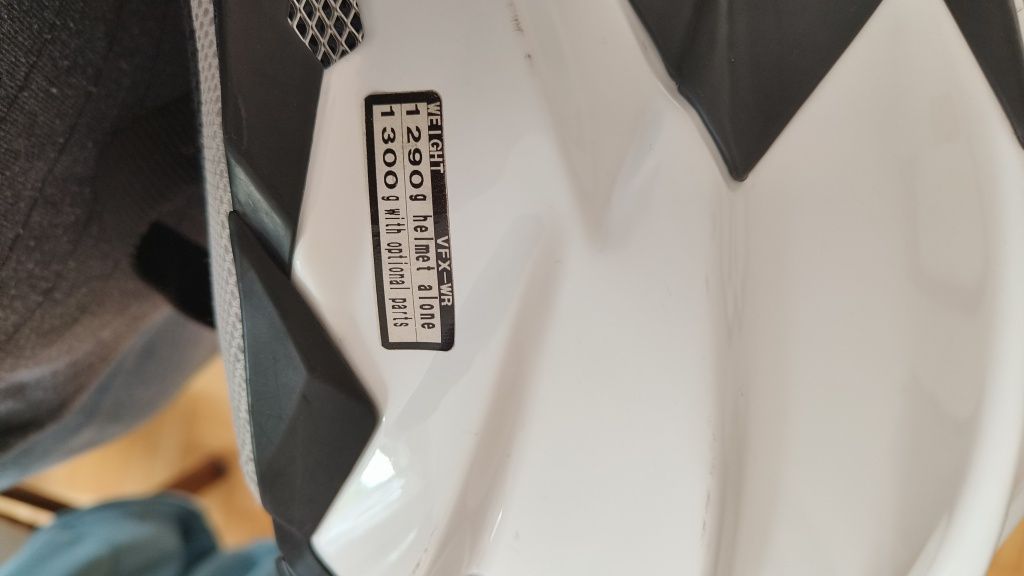 WEIGHT VFX-WR
1290g helmet alone
1300g with optional parts